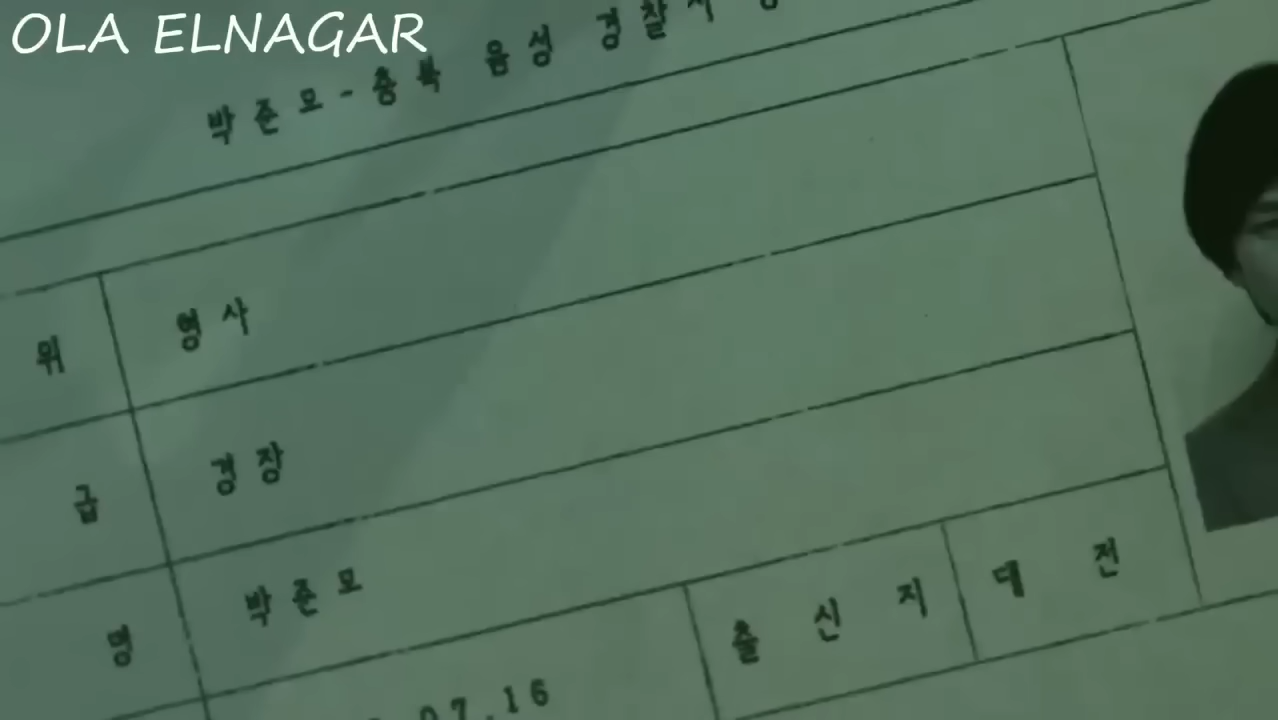 OLA ELNAGAR
박준모-충북 음성 경찰서
위 형사
급 경장
명 박준모
07.16 출신지 대전